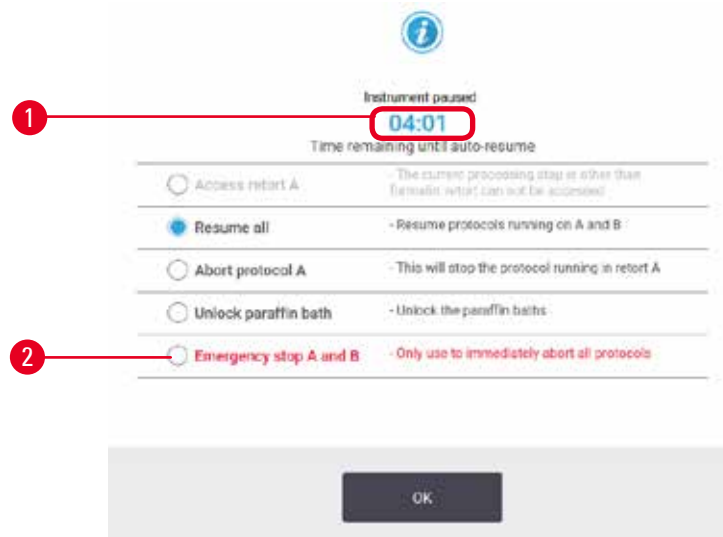 i
Instrument paused
1
04:01
Time remaining until auto-resume
Access retort A - The current processing step is other than
formalin retort can not be accessed
Resume all - Resume protocols running on A and B
Abort protocol A - This will stop the protocol running in retort A
Unlock paraffin bath - Unlock the paraffin baths
2
Emergency stop A and B - Only use to immediately abort all protocols
OK